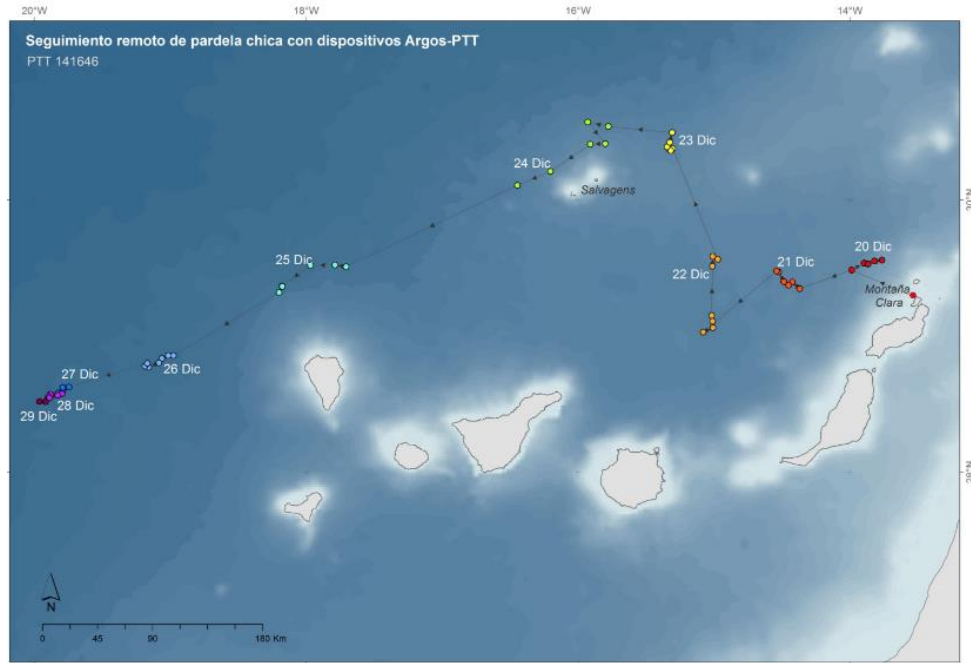 20°W 18°W 16°W 14°W
Seguimiento remoto de pardela chica con dispositivos Argos-PTT
PTT 141646
23 Dic
24 Dic
Salvagens
30°N
20 Dic
25 Dic
21 Dic
22 Dic
Montaña
Clara
26 Dic
27 Dic
28 Dic
29 Dic
28°N
N
0 45 90 180 Km